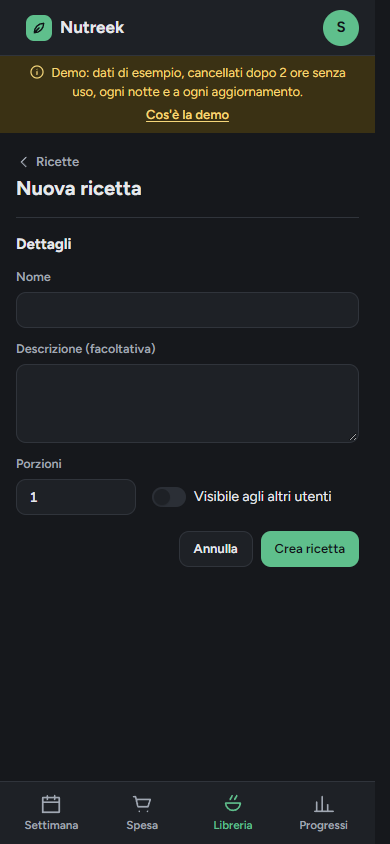 Nutreek
S
Demo: dati di esempio, cancellati dopo 2 ore senza
uso, ogni notte e a ogni aggiornamento.
Cos'è la demo
Ricette
Nuova ricetta
Dettagli
Nome
Descrizione (facoltativa)
Porzioni
1
Visibile agli altri utenti
Annulla
Crea ricetta
Settimana
Spesa
Libreria
Progressi